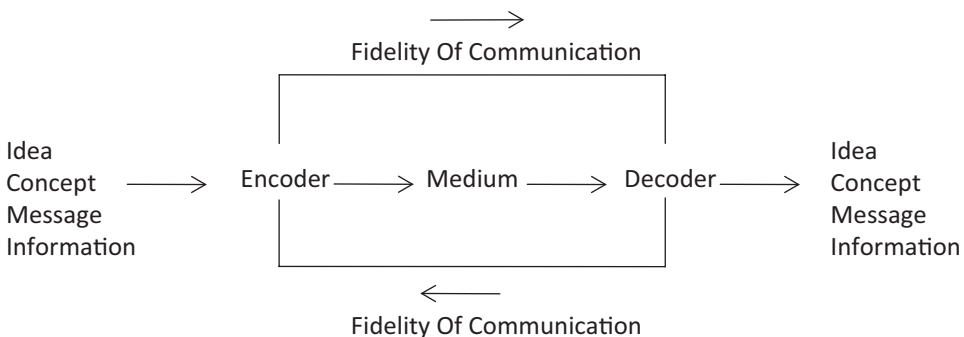 Fidelity Of Communication
Idea
Concept
Message
Information
Encoder
Medium
Decoder
Idea
Concept
Message
Information
Fidelity Of Communication